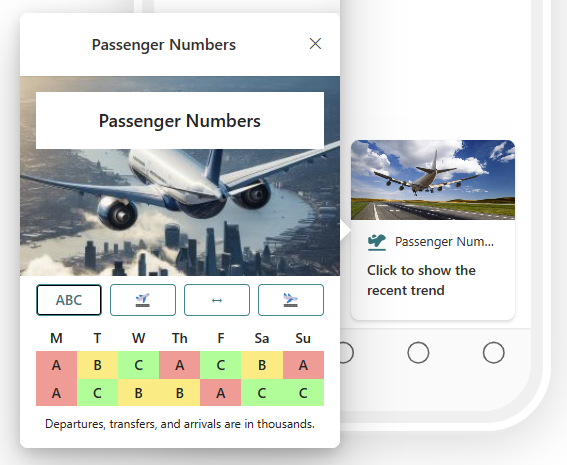 Passenger Numbers
Passenger Numbers
ABC
↔
M T W Th F Sa Su
A B C A C B A
A C B B A C C
Departures, transfers, and arrivals are in thousands.
Passenger Num...
Click to show the
recent trend